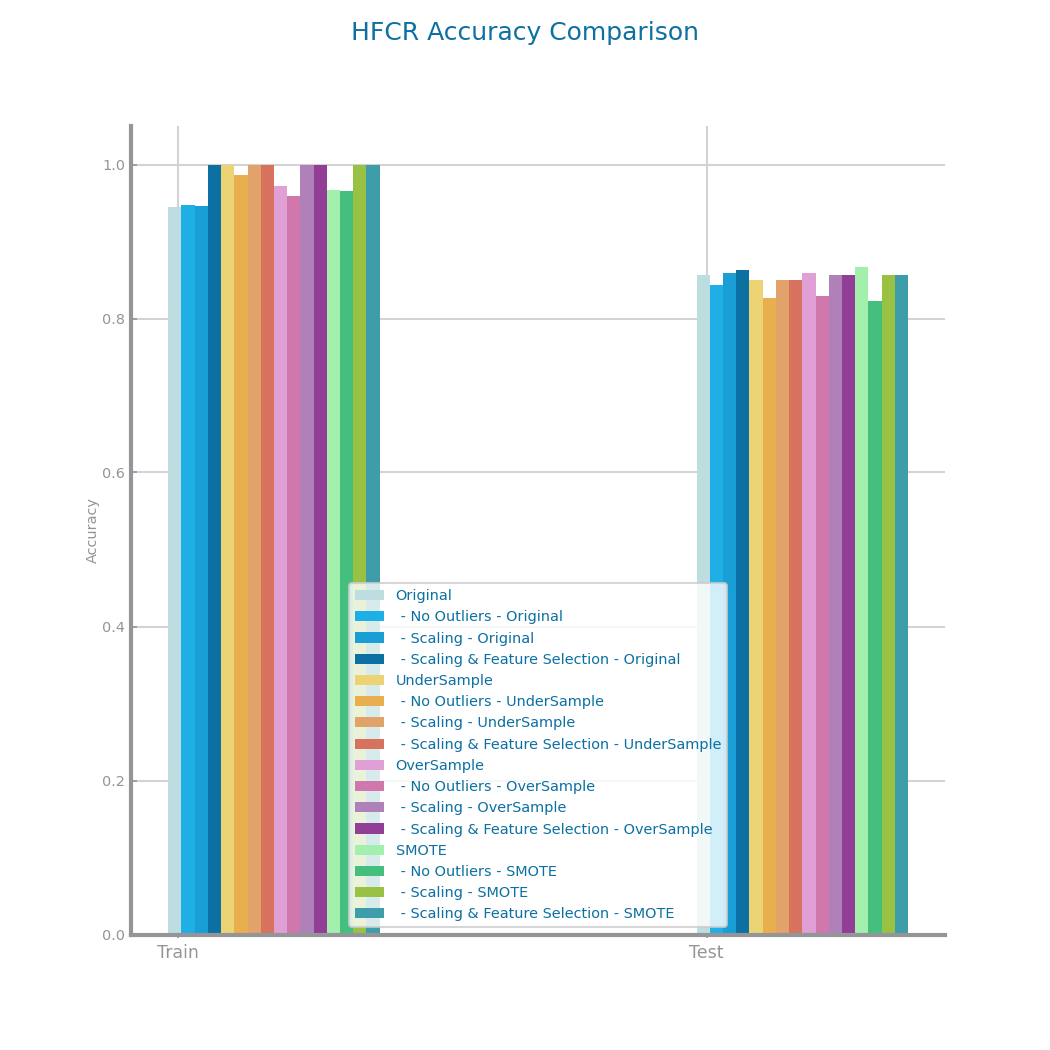 HFCR Accuracy Comparison
1.0
0.8
0.6
0.4
0.2
0.0
Accuracy
Original
- No Outliers - Original
- Scaling - Original
- Scaling & Feature Selection - Original
UnderSample
- No Outliers - UnderSample
- Scaling - UnderSample
- Scaling & Feature Selection - UnderSample
OverSample
- No Outliers - OverSample
- Scaling - OverSample
- Scaling & Feature Selection - OverSample
SMOTE
- No Outliers - SMOTE
- Scaling - SMOTE
- Scaling & Feature Selection - SMOTE
Train
Test